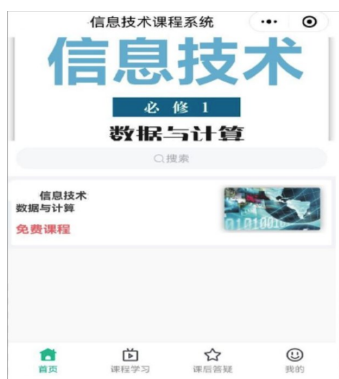 信息技术课程系统
信息技术
必修1
数据与计算
搜索
信息技术
数据与计算
免费课程
010100
首页
课程学习
课后答疑
我的